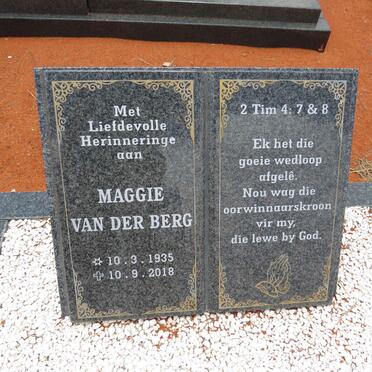 Met
Liefdevolle
Herinneringe
aan
MAGGIE
VAN DER BERG
☆ 10 . 3 . 1935
✞ 10 . 9 . 2018
2 Tim 4: 7 & 8
Ek het die
goeie wedloop
afgelê.
Nou wag die
oorwinnaarskroon
vir my,
die lewe by God.